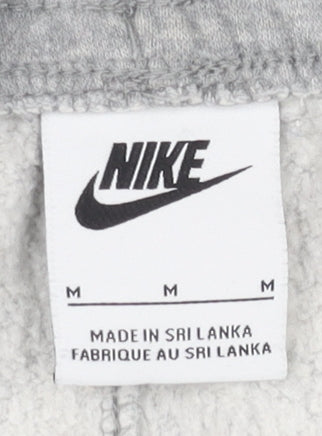 NIKE
M M M
MADE IN SRI LANKA
FABRIQUE AU SRI LANKA